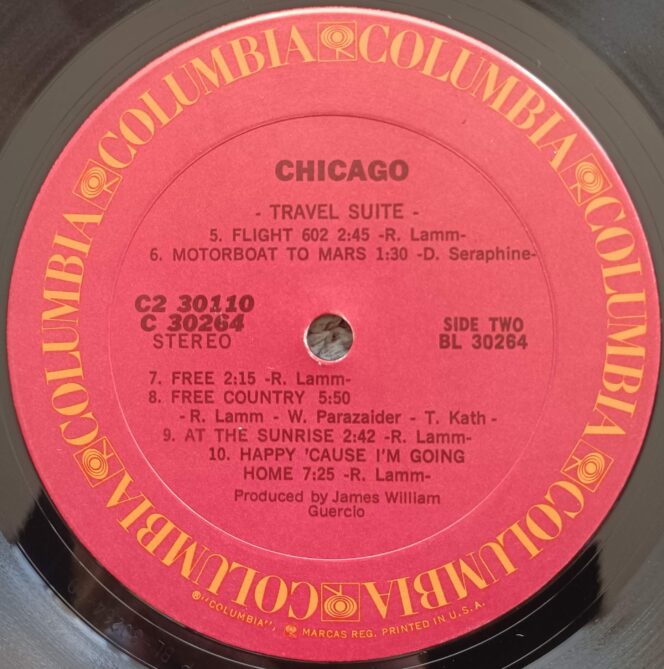 COLUMBIA COLUMBIA COLUMBIA COLUMBIA COLUMBIA COLUMBIA
CHICAGO
- TRAVEL SUITE -
5. FLIGHT 602 2:45 -R. Lamm-
6. MOTORBOAT TO MARS 1:30 -D. Seraphine-
C2 30110
C 30264
STEREO
SIDE TWO
BL 30264
7. FREE 2:15 -R. Lamm-
8. FREE COUNTRY 5:50
- R. Lamm - W. Parazaider - T. Kath -
9. AT THE SUNRISE 2:42 -R. Lamm-
10. HAPPY 'CAUSE I'M GOING
HOME 7:25 -R. Lamm-
Produced by James William
Guercio
®"COLUMBIA", MARCAS REG. PRINTED IN U.S.A.